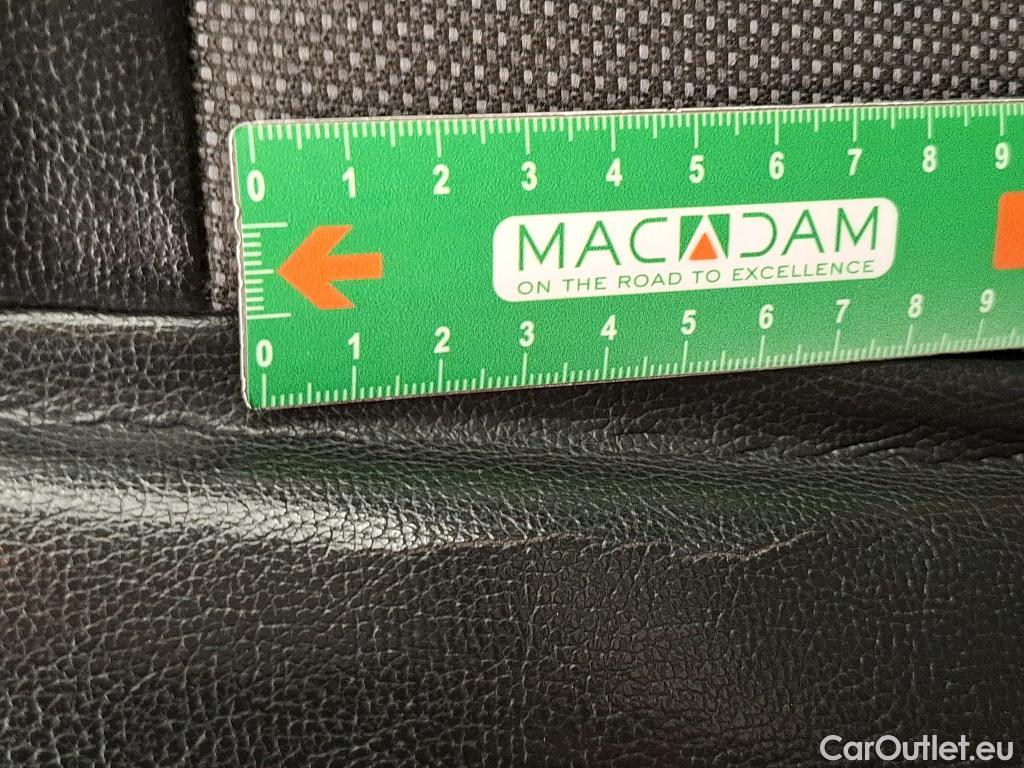 0 1 2 3 4 5 6 7 8 9
MACADAM
ON THE ROAD TO EXCELLENCE
0 1 2 3 4 5 6 7 8 9
CarOutlet.eu